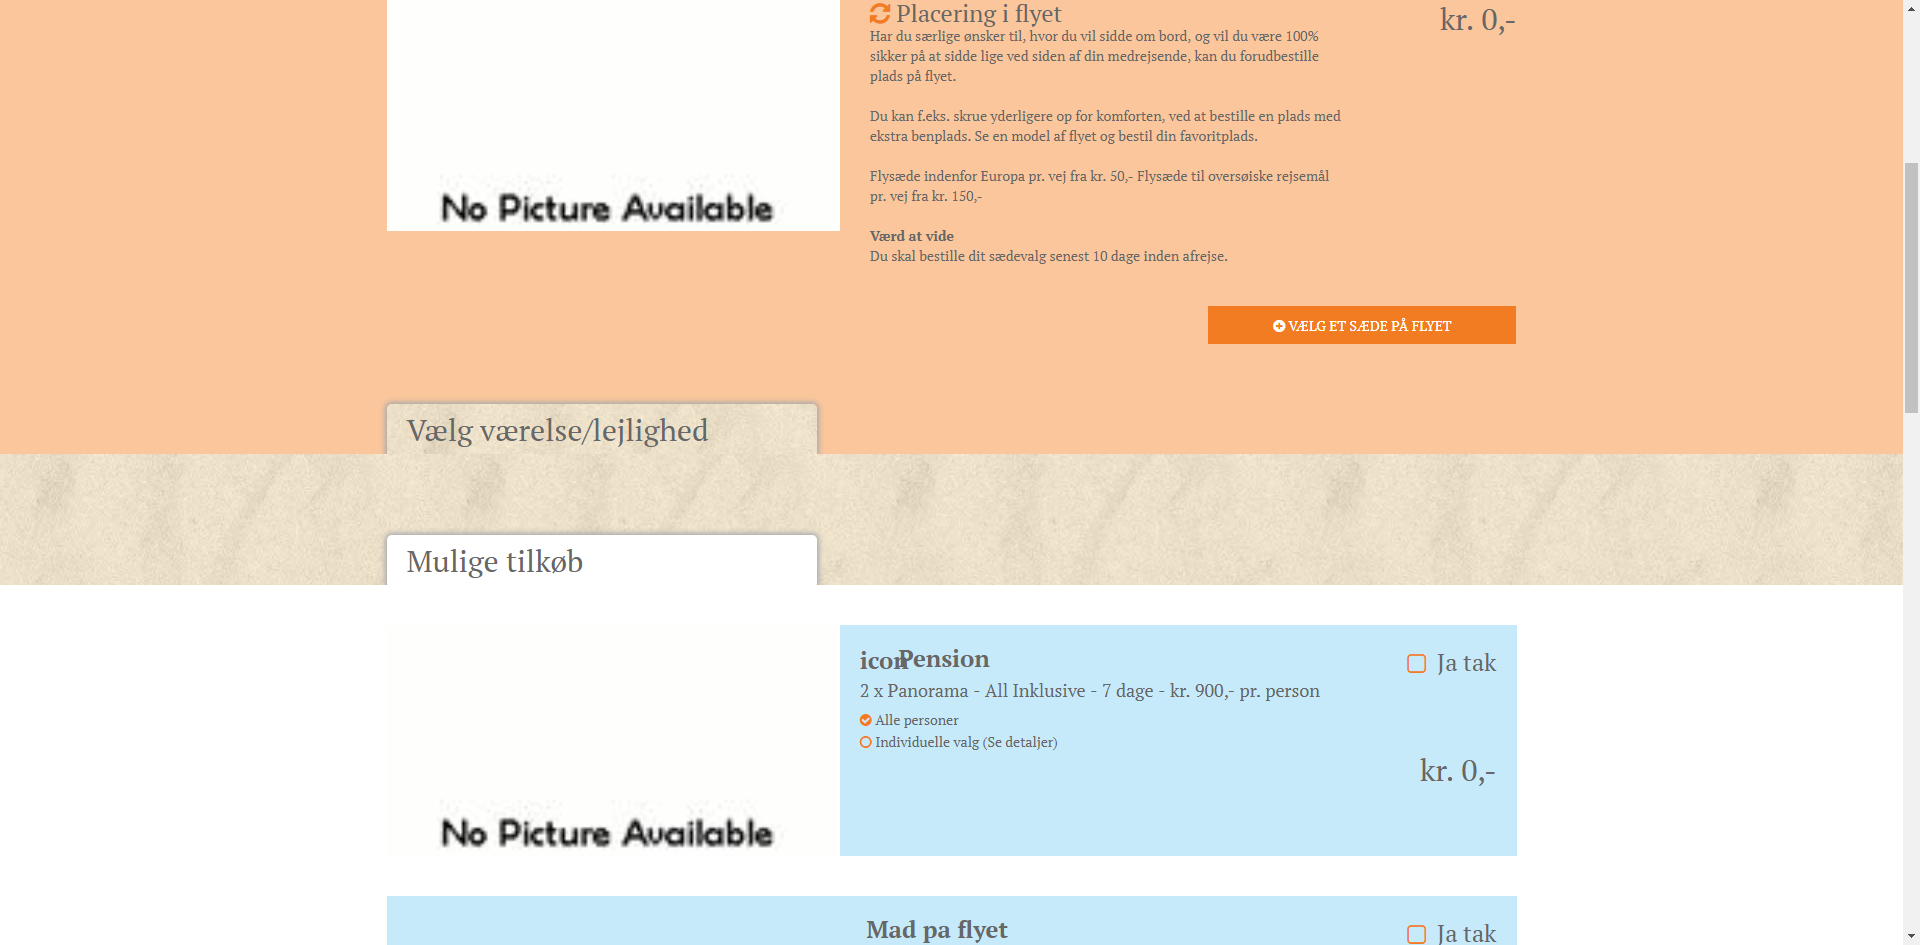 Placering i flyet
kr. 0,-
Har du særlige ønsker til, hvor du vil sidde om bord, og vil du være 100%
sikker på at sidde lige ved siden af din medrejsende, kan du forudbestille
plads på flyet.
Du kan f.eks. skrue yderligere op for komforten, ved at bestille en plads med
ekstra benplads. Se en model af flyet og bestil din favoritplads.
Flysæde indenfor Europa pr. vej fra kr. 50,- Flysæde til oversøiske rejsemål
pr. vej fra kr. 150,-
No Picture Available
Værd at vide
Du skal bestille dit sædevalg senest 10 dage inden afrejse.
VÆLG ET SÆDE PÅ FLYET
Vælg værelse/lejlighed
Mulige tilkøb
icon Pension
Ja tak
2 x Panorama - All Inklusive - 7 dage - kr. 900,- pr. person
Alle personer
Individuelle valg (Se detaljer)
kr. 0,-
No Picture Available
Mad pa flyet
Ja tak